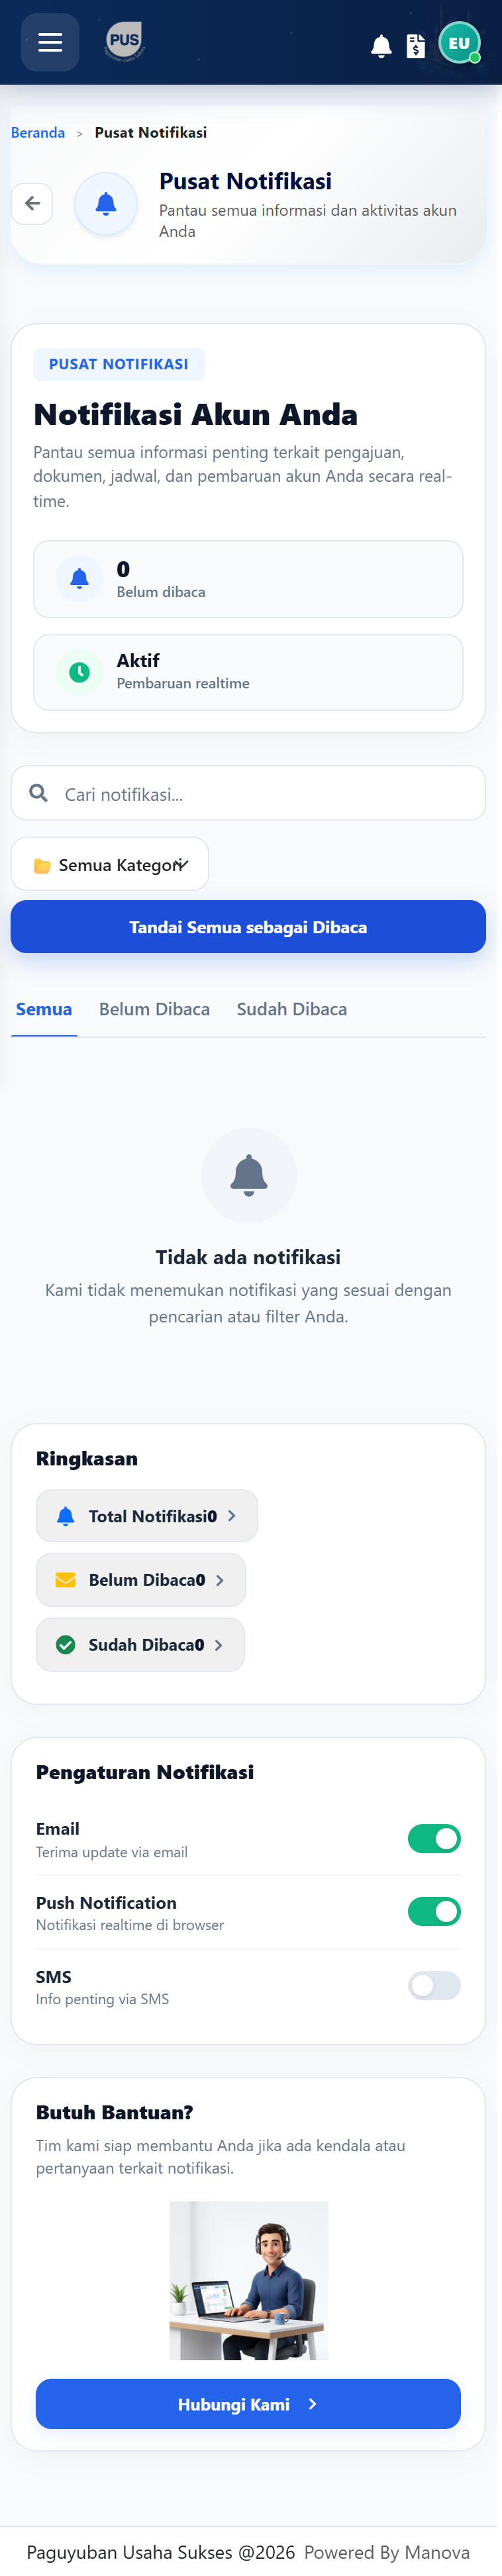 PUS
EU
Beranda > Pusat Notifikasi
Pusat Notifikasi
Pantau semua informasi dan aktivitas akun
Anda
PUSAT NOTIFIKASI
Notifikasi Akun Anda
Pantau semua informasi penting terkait pengajuan,
dokumen, jadwal, dan pembaruan akun Anda secara real-
time.
0
Belum dibaca
Aktif
Pembaruan realtime
Cari notifikasi...
Semua Kategori
Tandai Semua sebagai Dibaca
Semua Belum Dibaca Sudah Dibaca
Tidak ada notifikasi
Kami tidak menemukan notifikasi yang sesuai dengan
pencarian atau filter Anda.
Ringkasan
Total Notifikasi0
Belum Dibaca0
Sudah Dibaca0
Pengaturan Notifikasi
Email
Terima update via email
Push Notification
Notifikasi realtime di browser
SMS
Info penting via SMS
Butuh Bantuan?
Tim kami siap membantu Anda jika ada kendala atau
pertanyaan terkait notifikasi.
Hubungi Kami
Paguyuban Usaha Sukses @2026 Powered By Manova